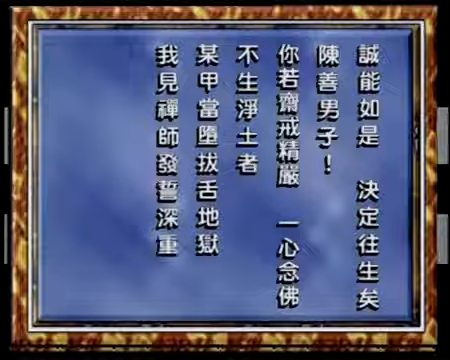 誠能如是　決定往生矣
陳善男子！
你若齋戒精嚴　一心念佛
不生淨土者
某甲當墮拔舌地獄
我見禪師發誓深重